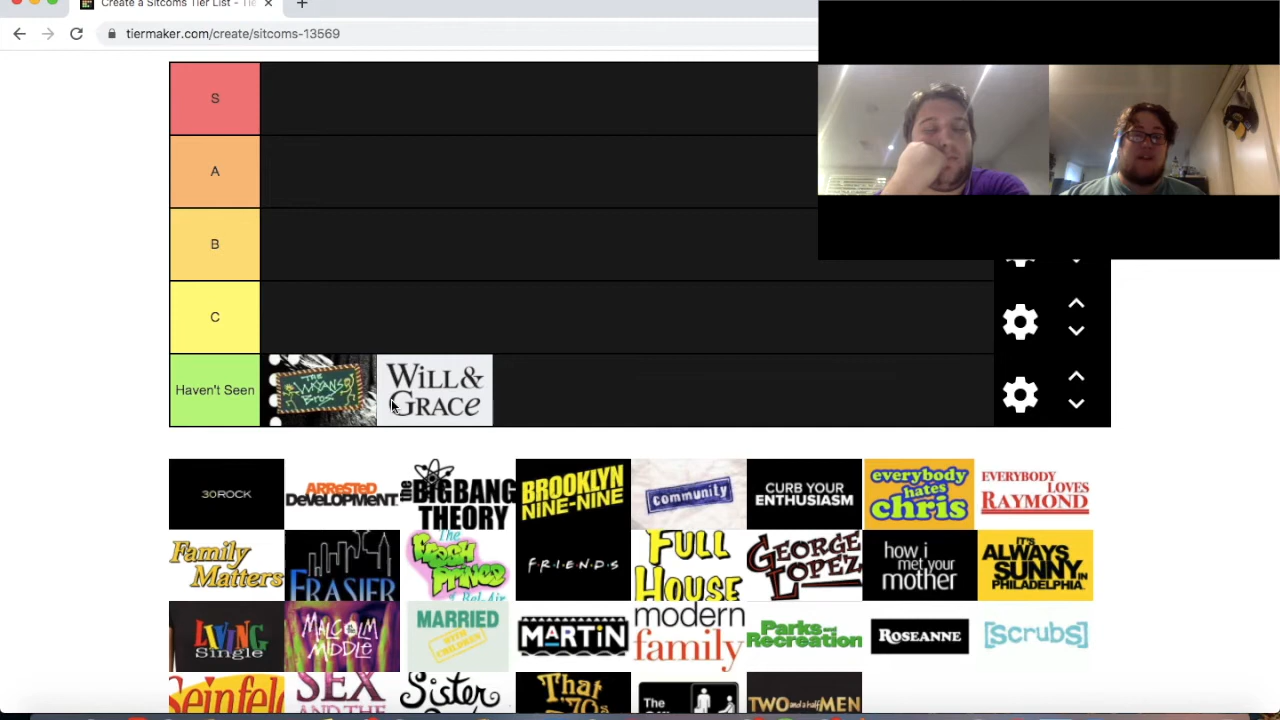 Create a Sitcoms Tier List - Tie
tiermaker.com/create/sitcoms-13569
S
A
B
C
Haven't Seen
THE WAYANS Bros
WiLL&
GRACE
30ROCK
ARReSTeD DeVeLOPMeNT
the BIG BANG THEORY
BROOKLYN NINE-NINE
community
CURB YOUR ENTHUSIASM
everybody hates chris
EVERYBODY LOVES RAYMOND
Family Matters
FRASIER
The FRESH PRINCE Bel-Air
F·R·I·E·N·D·S
FULL HOUSE
GEORGE LOPEZ
how i met your mother
IT'S ALWAYS SUNNY IN PHILADELPHIA
LIVING Single
MALCOLM MIDDLE
MARRIED WITH CHILDREN
MARTIN
modern family
Parks and Recreation
ROSEANNE
[scrubs]
Seinfel
SEX AND THE
Sister
That '70s
The
TWO and a half MEN